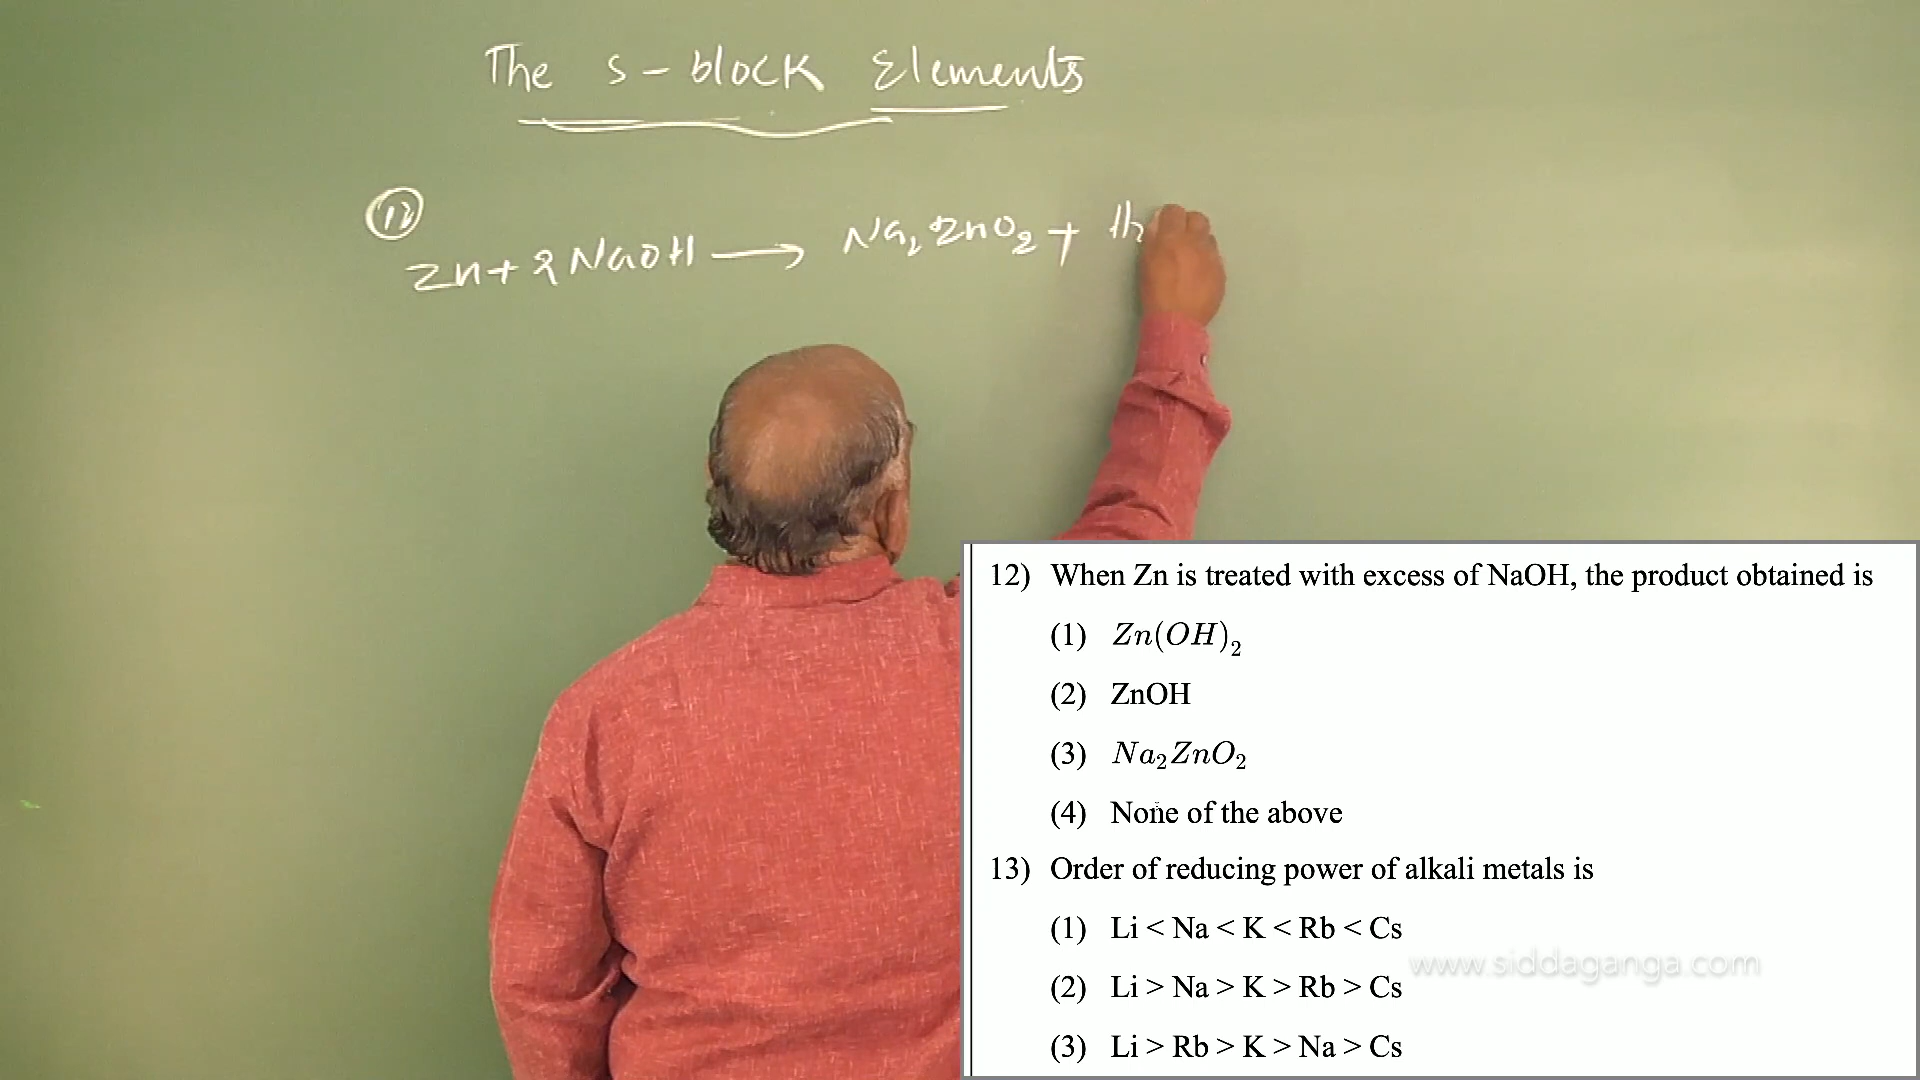 The s-block Elements
12
Zn + 2 NaOH → Na₂ZnO₂ + H₂
12) When Zn is treated with excess of NaOH, the product obtained is
(1) Zn(OH)₂
(2) ZnOH
(3) Na₂ZnO₂
(4) None of the above
13) Order of reducing power of alkali metals is
(1) Li < Na < K < Rb < Cs
(2) Li > Na > K > Rb > Cs
(3) Li > Rb > K > Na > Cs
www.siddaganga.com